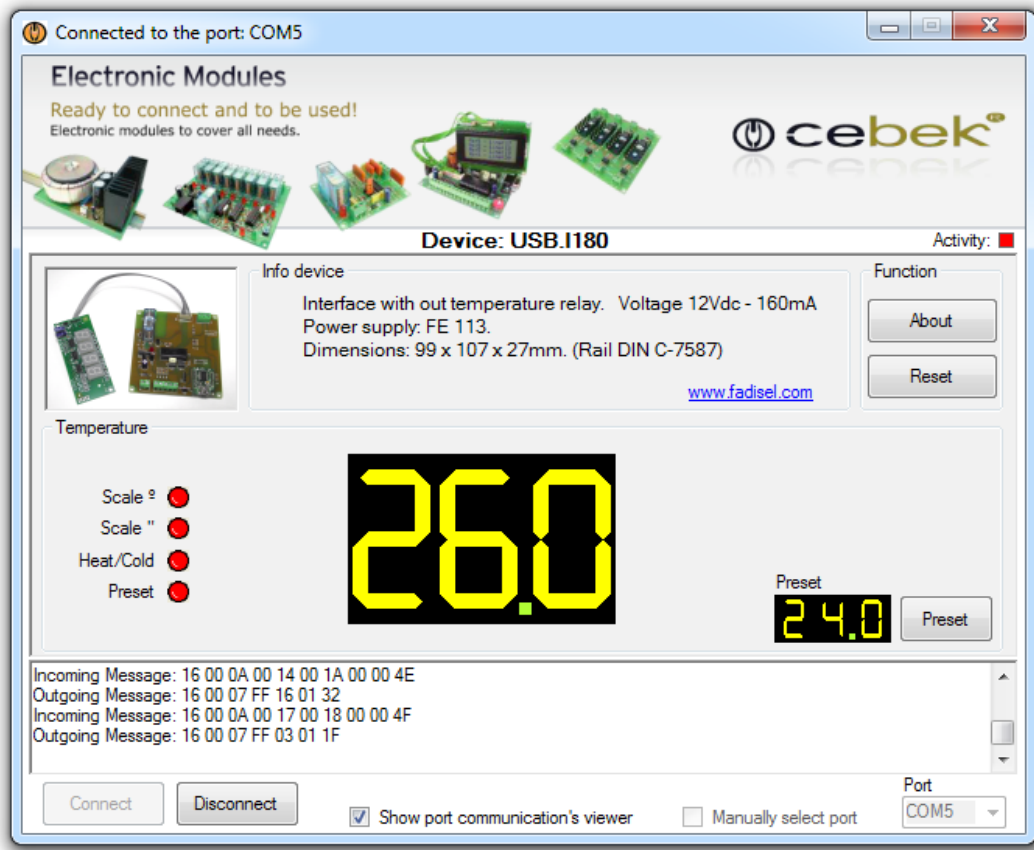 Connected to the port: COM5
Electronic Modules
Ready to connect and to be used!
Electronic modules to cover all needs.
cebek
Device: USB.I180
Activity:
Info device
Interface with out temperature relay. Voltage 12Vdc - 160mA
Power supply: FE 113.
Dimensions: 99 x 107 x 27mm. (Rail DIN C-7587)
www.fadisel.com
Function
About
Reset
Temperature
Scale º
Scale "
Heat/Cold
Preset
26.0
Preset
24.0
Preset
Incoming Message: 16 00 0A 00 14 00 1A 00 00 4E
Outgoing Message: 16 00 07 FF 16 01 32
Incoming Message: 16 00 0A 00 17 00 18 00 00 4F
Outgoing Message: 16 00 07 FF 03 01 1F
Connect
Disconnect
Show port communication's viewer
Manually select port
Port
COM5